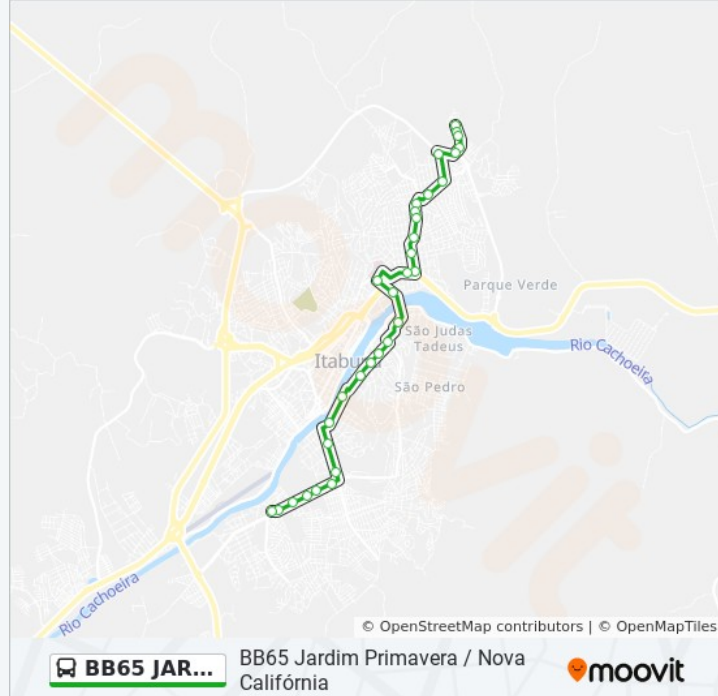 Parque Verde
São Judas
Tadeus
Rio Cachoeira
Itabuna
São Pedro
Rio Cachoeira
© OpenStreetMap contributors | © OpenMapTiles
BB65 JAR...
BB65 Jardim Primavera / Nova
Califórnia
moovit
moovit